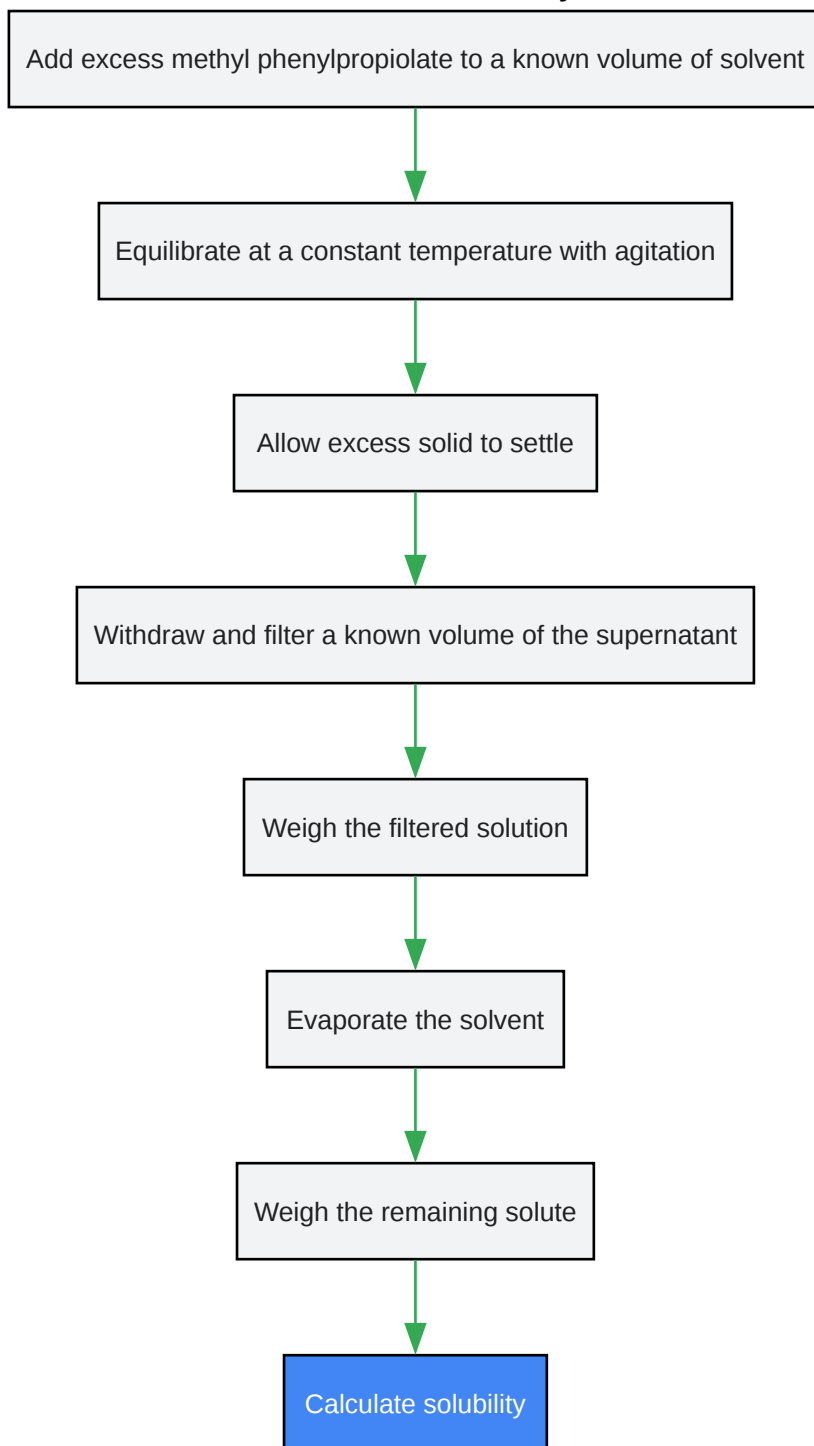 Add excess methyl phenylpropiolate to a known volume of solvent
Equilibrate at a constant temperature with agitation
Allow excess solid to settle
Withdraw and filter a known volume of the supernatant
Weigh the filtered solution
Evaporate the solvent
Weigh the remaining solute
Calculate solubility